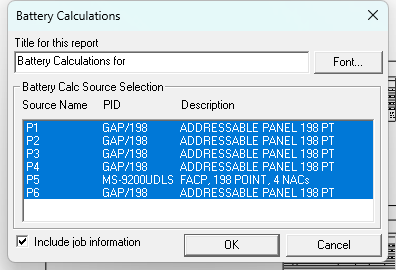 Battery Calculations
Title for this report
Battery Calculations for
Font...
Battery Calc Source Selection
Source Name PID Description
P1 GAP/198 ADDRESSABLE PANEL 198 PT
P2 GAP/198 ADDRESSABLE PANEL 198 PT
P3 GAP/198 ADDRESSABLE PANEL 198 PT
P4 GAP/198 ADDRESSABLE PANEL 198 PT
P5 MS-9200UDLS FACP, 198 POINT, 4 NACs
P6 GAP/198 ADDRESSABLE PANEL 198 PT
Include job information
OK
Cancel